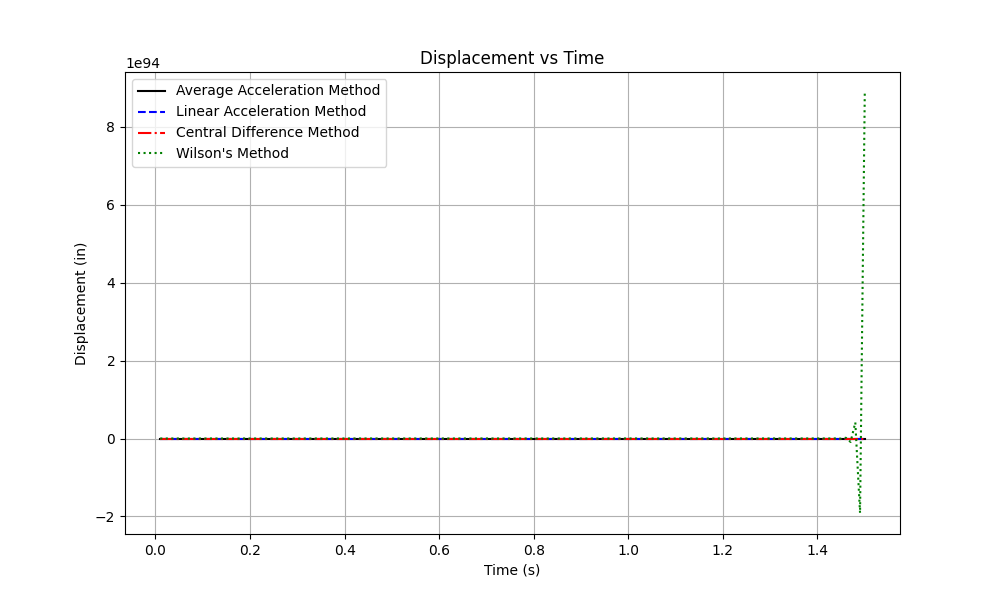 Displacement vs Time
1e94
Average Acceleration Method
Linear Acceleration Method
Central Difference Method
Wilson's Method
8
6
4
2
0
−2
Displacement (in)
0.0 0.2 0.4 0.6 0.8 1.0 1.2 1.4
Time (s)